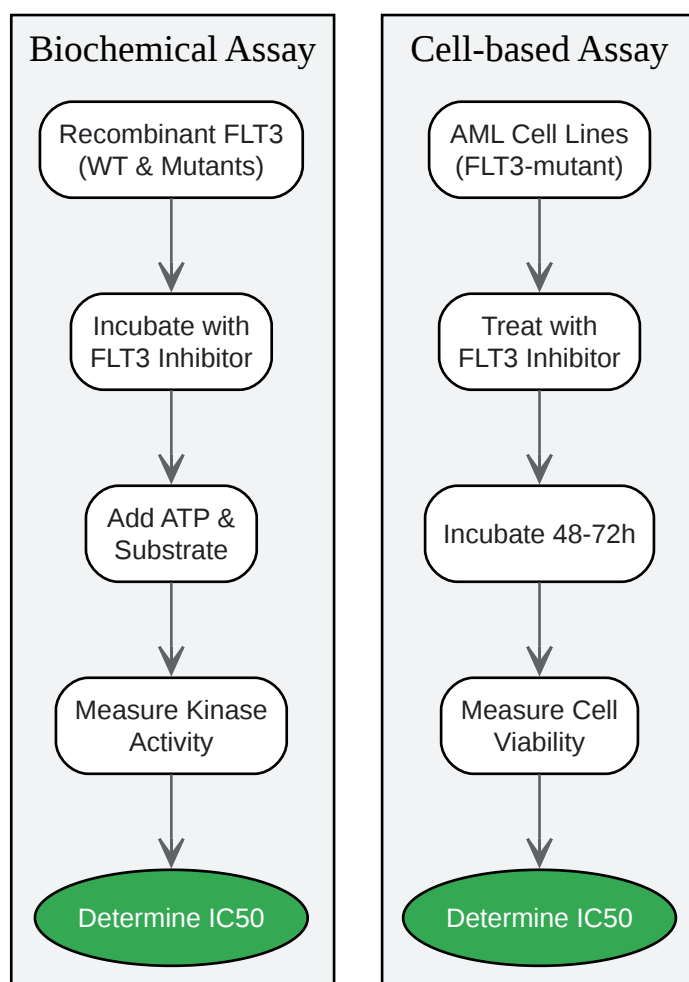 Biochemical Assay
Recombinant FLT3
(WT & Mutants)
Incubate with
FLT3 Inhibitor
Add ATP &
Substrate
Measure Kinase
Activity
Determine IC50
Cell-based Assay
AML Cell Lines
(FLT3-mutant)
Treat with
FLT3 Inhibitor
Incubate 48-72h
Measure Cell
Viability
Determine IC50